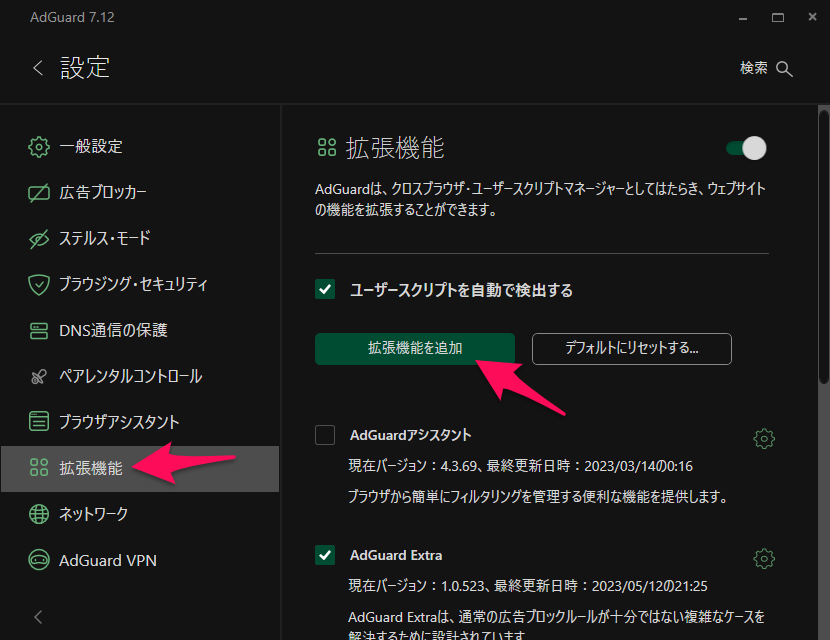 AdGuard 7.12
設定
検索
一般設定
広告ブロッカー
ステルス・モード
ブラウジング・セキュリティ
DNS通信の保護
ペアレンタルコントロール
ブラウザアシスタント
拡張機能
ネットワーク
AdGuard VPN
拡張機能
AdGuardは、クロスブラウザ・ユーザースクリプトマネージャーとしてはたらき、ウェブサイト
の機能を拡張することができます。
ユーザースクリプトを自動で検出する
拡張機能を追加
デフォルトにリセットする...
AdGuardアシスタント
現在バージョン：4.3.69、最終更新日時：2023/03/14の0:16
ブラウザから簡単にフィルタリングを管理する便利な機能を提供します。
AdGuard Extra
現在バージョン：1.0.523、最終更新日時：2023/05/12の21:25
AdGuard Extraは、通常の広告ブロックルールが十分ではない複雑なケースを
解決するために設計されています。